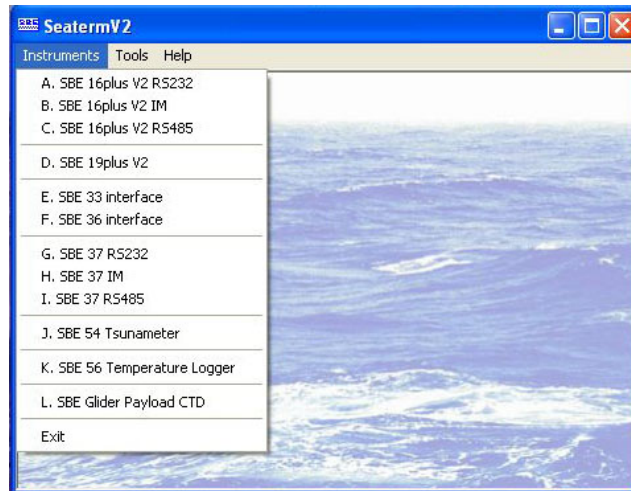 SBE SeatermV2
Instruments Tools Help
A. SBE 16plus V2 RS232
B. SBE 16plus V2 IM
C. SBE 16plus V2 RS485
D. SBE 19plus V2
E. SBE 33 interface
F. SBE 36 interface
G. SBE 37 RS232
H. SBE 37 IM
I. SBE 37 RS485
J. SBE 54 Tsunameter
K. SBE 56 Temperature Logger
L. SBE Glider Payload CTD
Exit